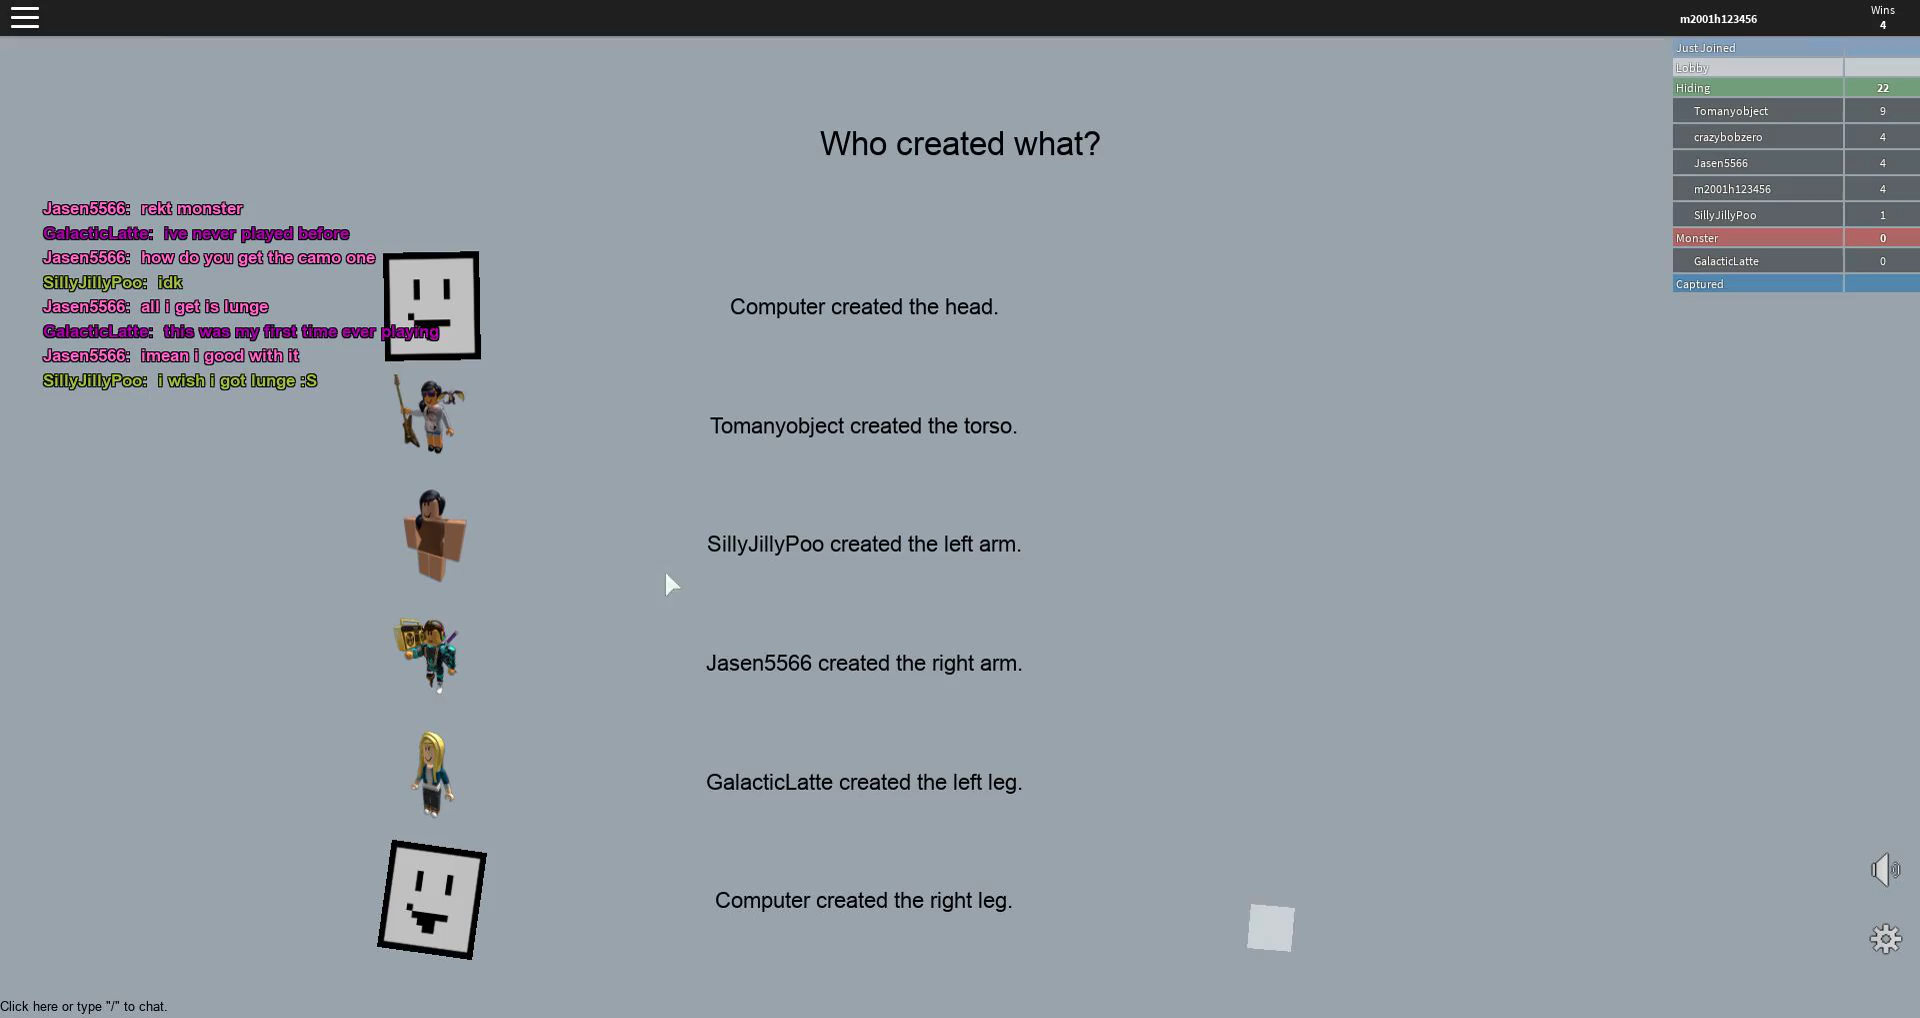 m2001h123456
Wins
4
JustJoined
Lobby
Hiding 22
Tomanyobject 9
crazybobzero 4
Jasen5566 4
m2001h123456 4
SillyJillyPoo 1
Monster 0
GalacticLatte 0
Captured
Who created what?
Jasen5566: rekt monster
GalacticLatte: ive never played before
Jasen5566: how do you get the camo one
SillyJillyPoo: idk
Jasen5566: all i get is lunge
GalacticLatte: this was my first time ever playing
Jasen5566: imean i good with it
SillyJillyPoo: i wish i got lunge :S
Computer created the head.
Tomanyobject created the torso.
SillyJillyPoo created the left arm.
Jasen5566 created the right arm.
GalacticLatte created the left leg.
Computer created the right leg.
Click here or type "/" to chat.